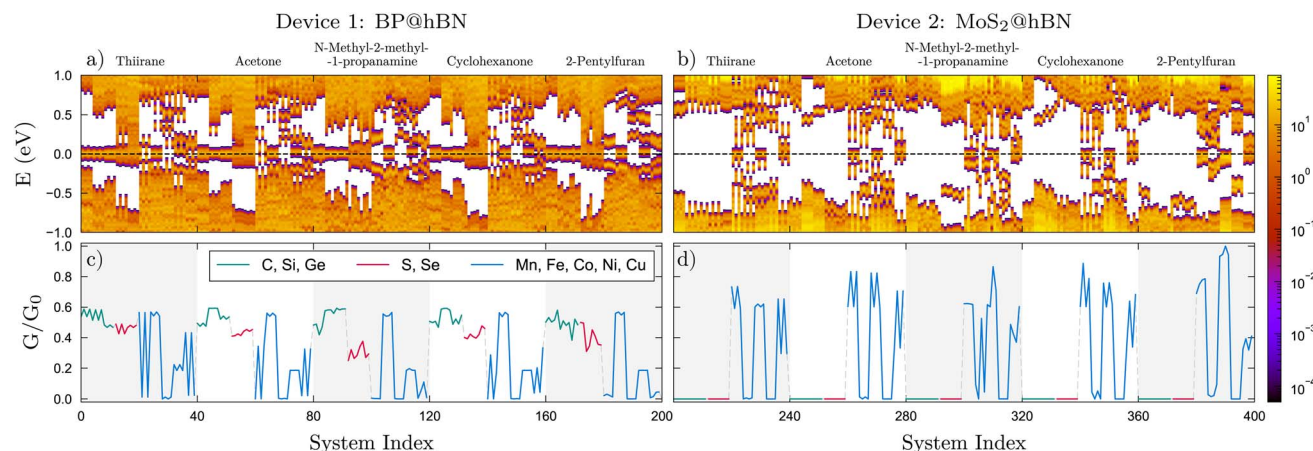 Device 1: BP@hBN
Device 2: MoS₂@hBN
a)
Thiirane
Acetone
N-Methyl-2-methyl-
-1-propanamine
Cyclohexanone
2-Pentylfuran
b)
Thiirane
Acetone
N-Methyl-2-methyl-
-1-propanamine
Cyclohexanone
2-Pentylfuran
E (eV)
1.0
0.5
0.0
−0.5
−1.0
10¹
10⁰
10⁻¹
10⁻²
10⁻³
10⁻⁴
c)
C, Si, Ge
S, Se
Mn, Fe, Co, Ni, Cu
d)
G/G₀
1.0
0.8
0.6
0.4
0.2
0.0
0
40
80
120
160
200
240
280
320
360
400
System Index
System Index